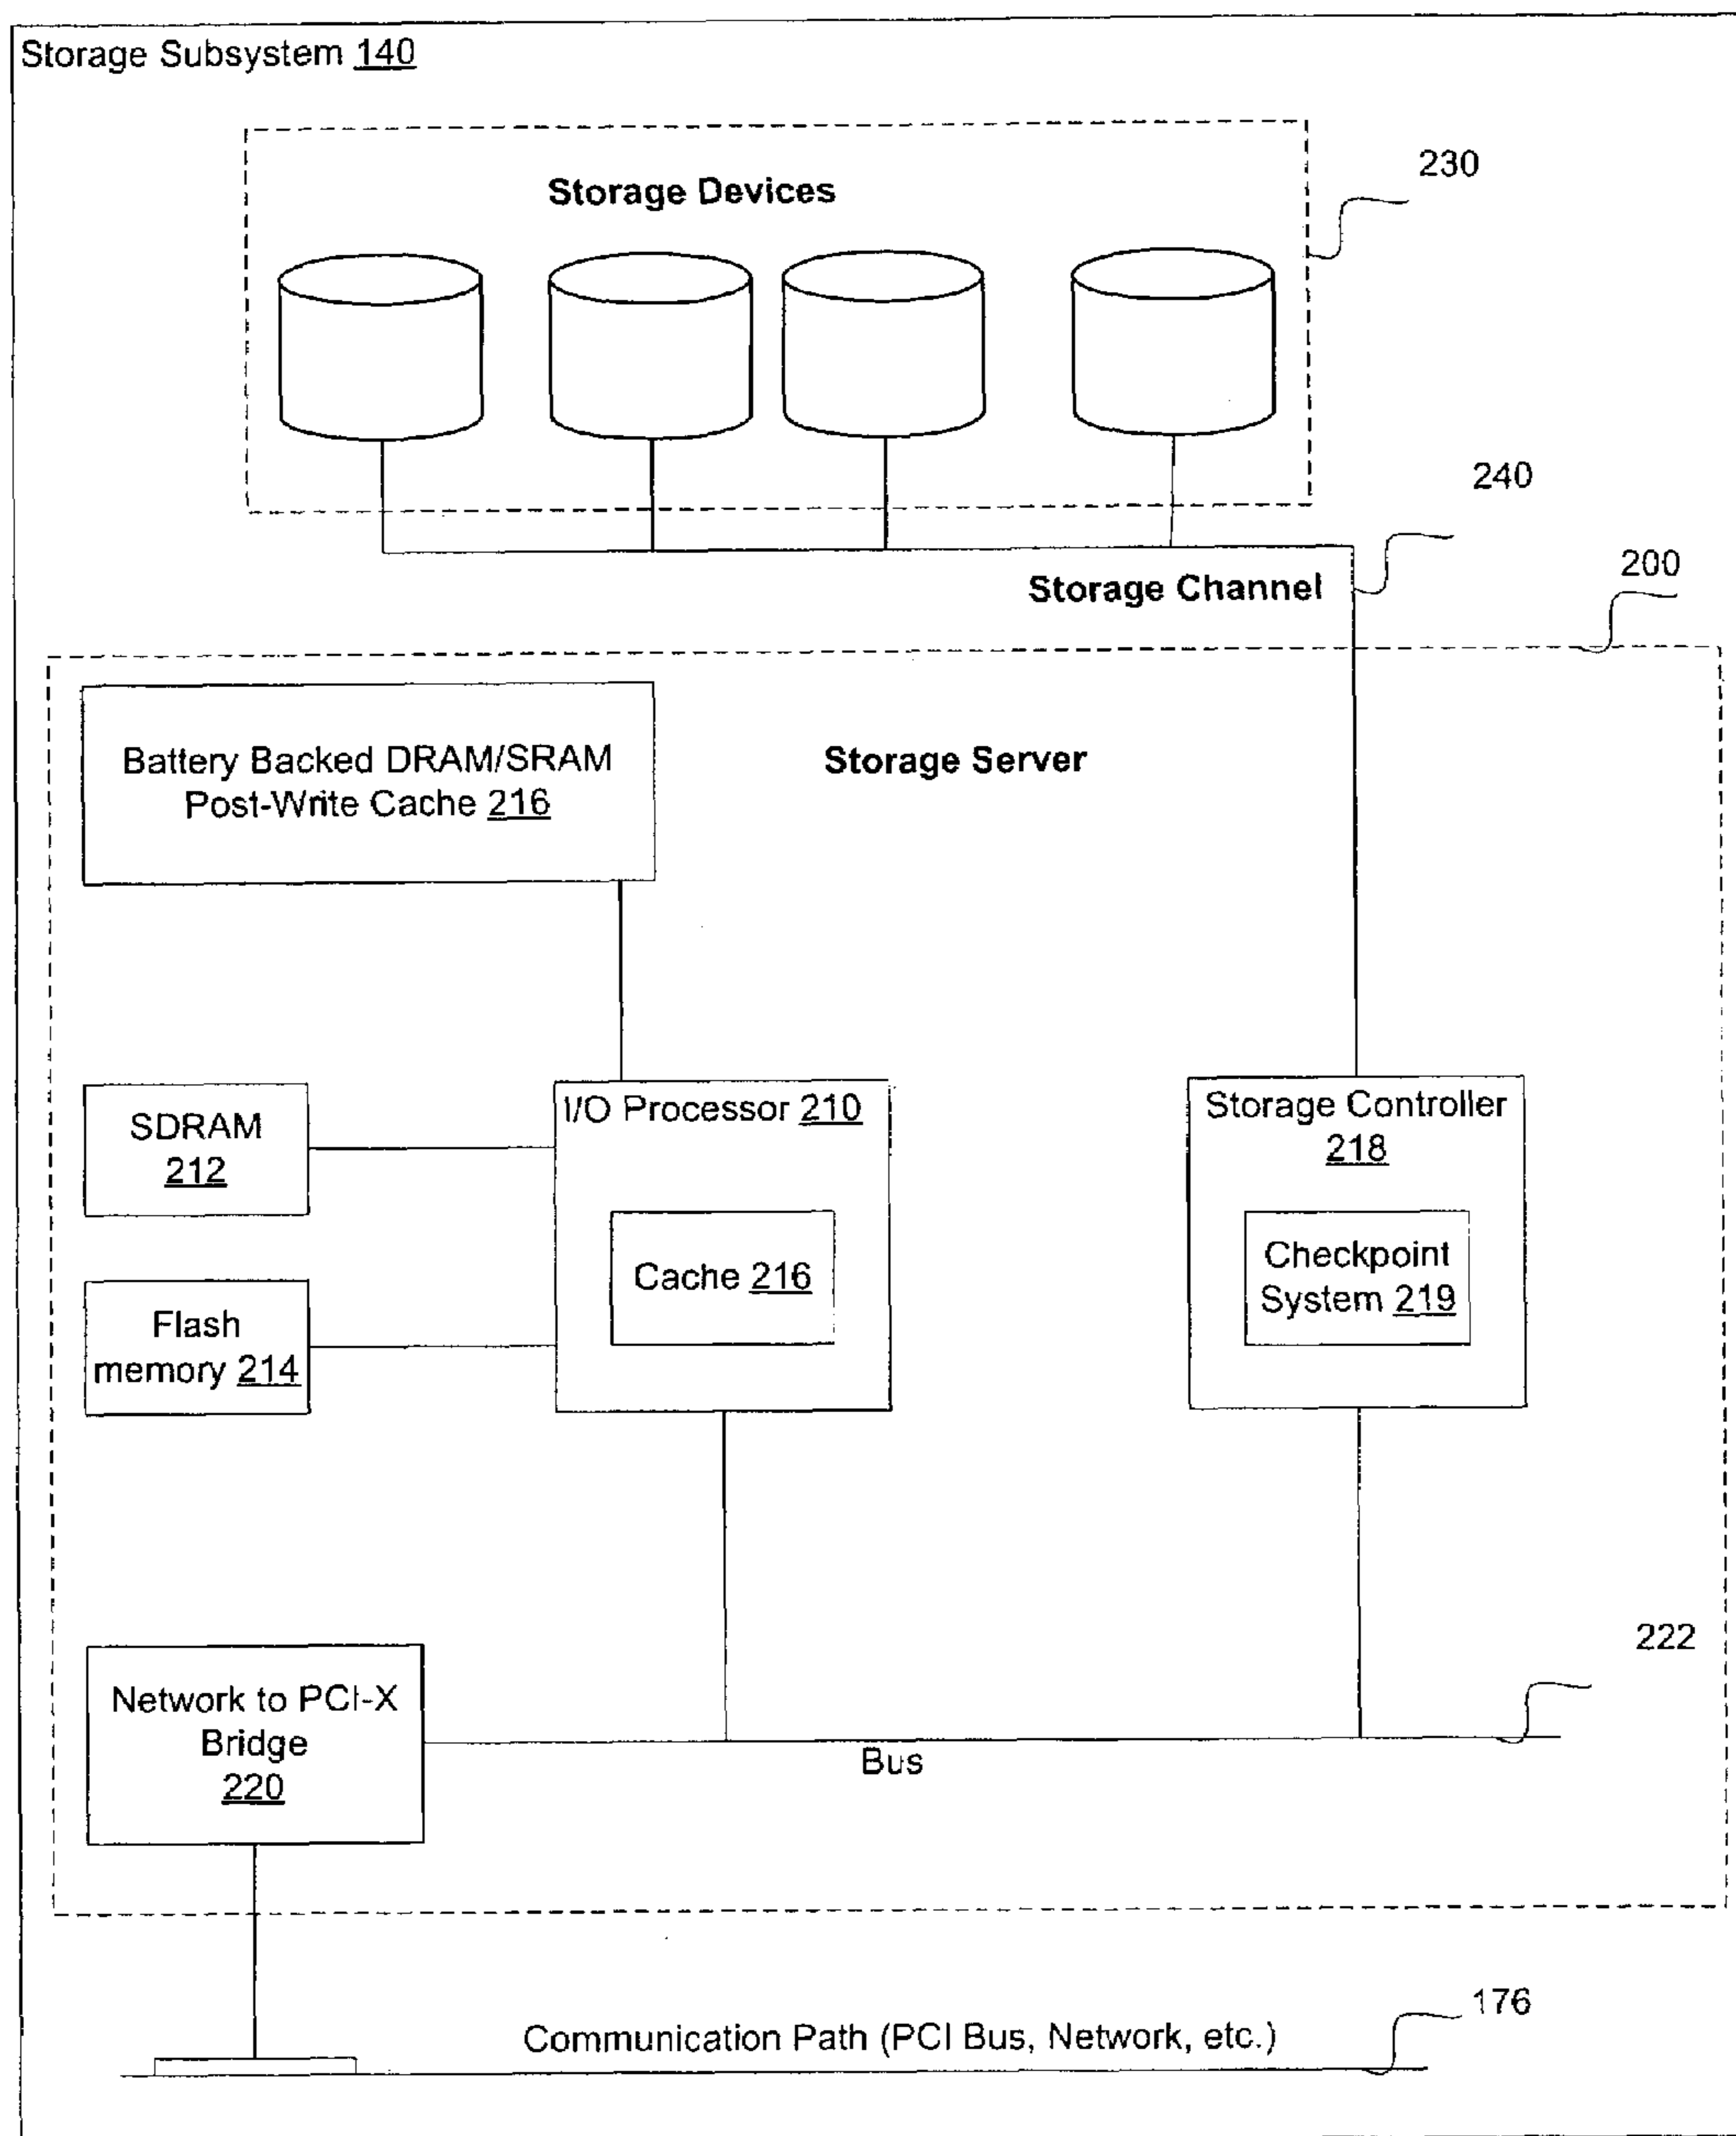 Storage Subsystem 140
230
Storage Devices
240
Storage Channel
200
Battery Backed DRAM/SRAM
Post-Write Cache 216
Storage Server
SDRAM
212
I/O Processor 210
Storage Controller
218
Cache 216
Checkpoint
System 219
Flash
memory 214
222
Network to PCI-X
Bridge
220
Bus
176
Communication Path (PCI Bus, Network, etc.)